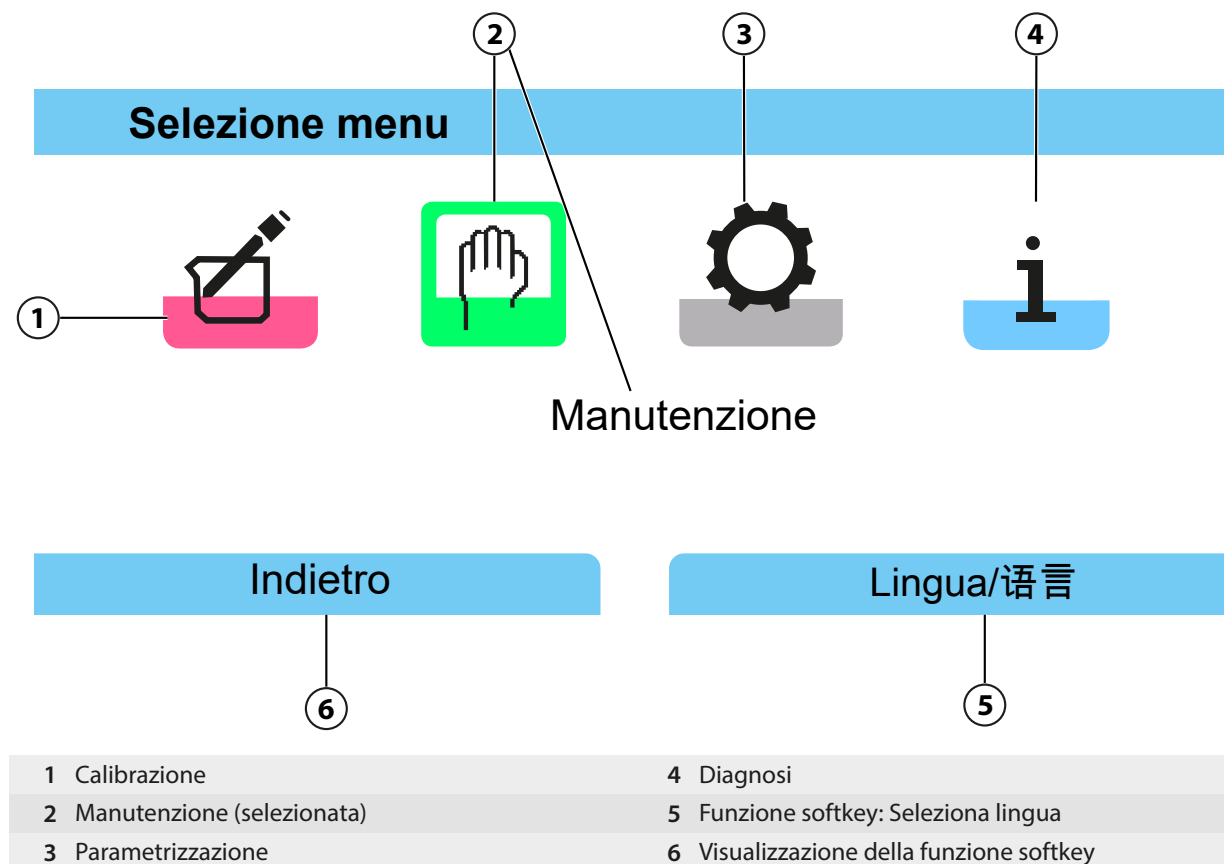 2 3 4
Selezione menu
1
Manutenzione
Indietro Lingua/语言
6 5
1 Calibrazione 4 Diagnosi
2 Manutenzione (selezionata) 5 Funzione softkey: Seleziona lingua
3 Parametrizzazione 6 Visualizzazione della funzione softkey